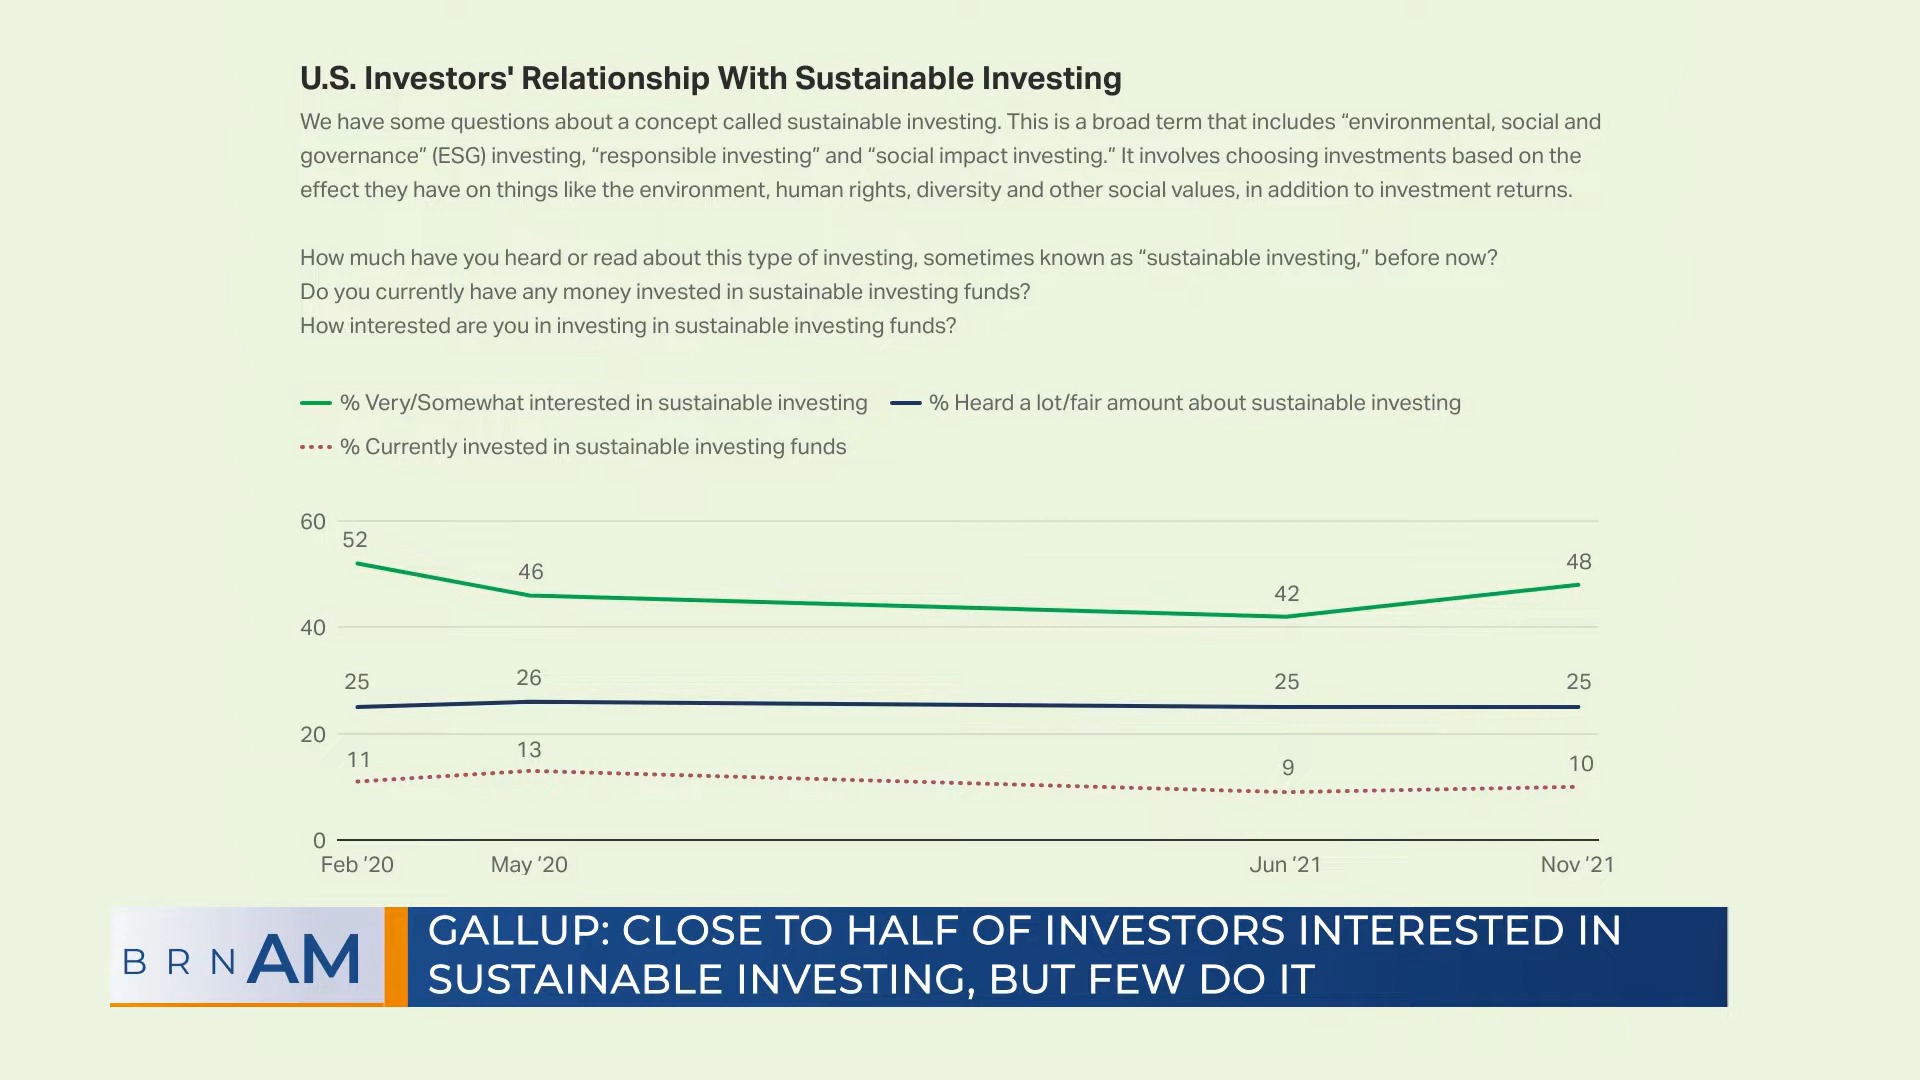 U.S. Investors' Relationship With Sustainable Investing
We have some questions about a concept called sustainable investing. This is a broad term that includes “environmental, social and
governance” (ESG) investing, “responsible investing” and “social impact investing.” It involves choosing investments based on the
effect they have on things like the environment, human rights, diversity and other social values, in addition to investment returns.
How much have you heard or read about this type of investing, sometimes known as “sustainable investing,” before now?
Do you currently have any money invested in sustainable investing funds?
How interested are you in investing in sustainable investing funds?
% Very/Somewhat interested in sustainable investing % Heard a lot/fair amount about sustainable investing
% Currently invested in sustainable investing funds
60
52 46 42 48
40
25 26 25 25
20
11 13 9 10
0
Feb ’20 May ’20 Jun ’21 Nov ’21
BRN AM
GALLUP: CLOSE TO HALF OF INVESTORS INTERESTED IN
SUSTAINABLE INVESTING, BUT FEW DO IT